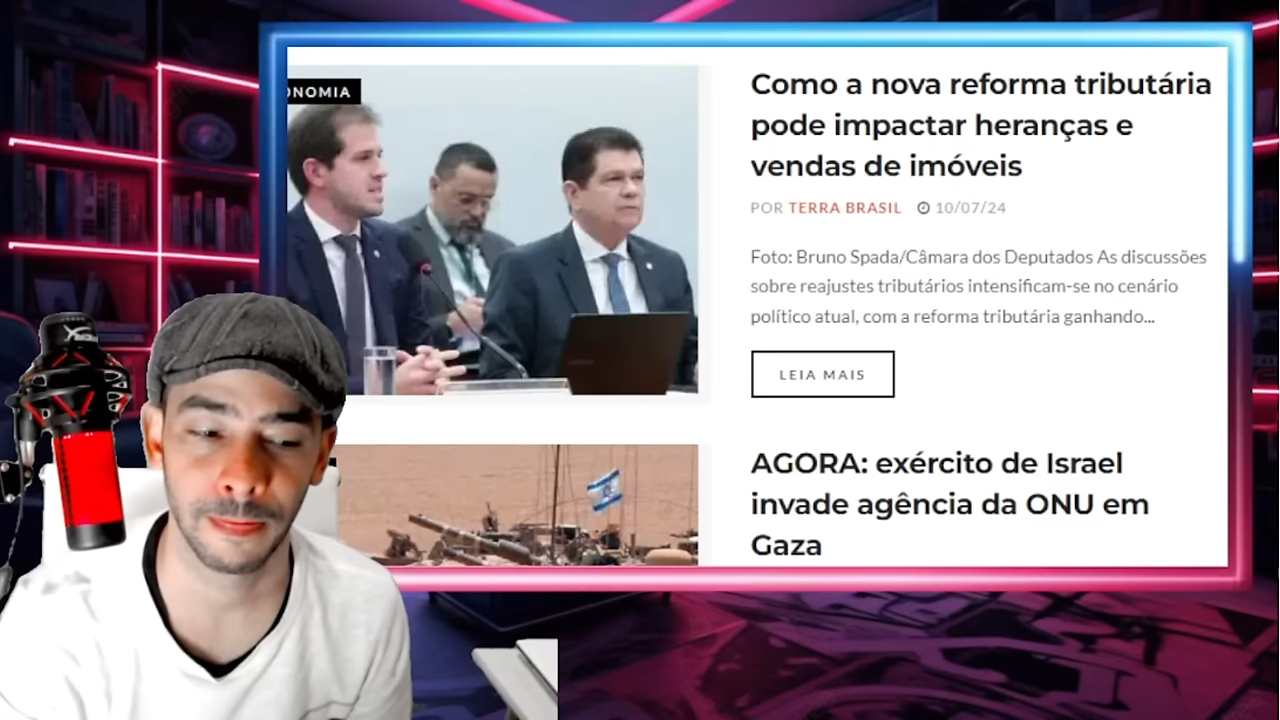 ONOMIA
Como a nova reforma tributária
pode impactar heranças e
vendas de imóveis
POR TERRA BRASIL 10/07/24
Foto: Bruno Spada/Câmara dos Deputados As discussões
sobre reajustes tributários intensificam-se no cenário
político atual, com a reforma tributária ganhando...
LEIA MAIS
AGORA: exército de Israel
invade agência da ONU em
Gaza